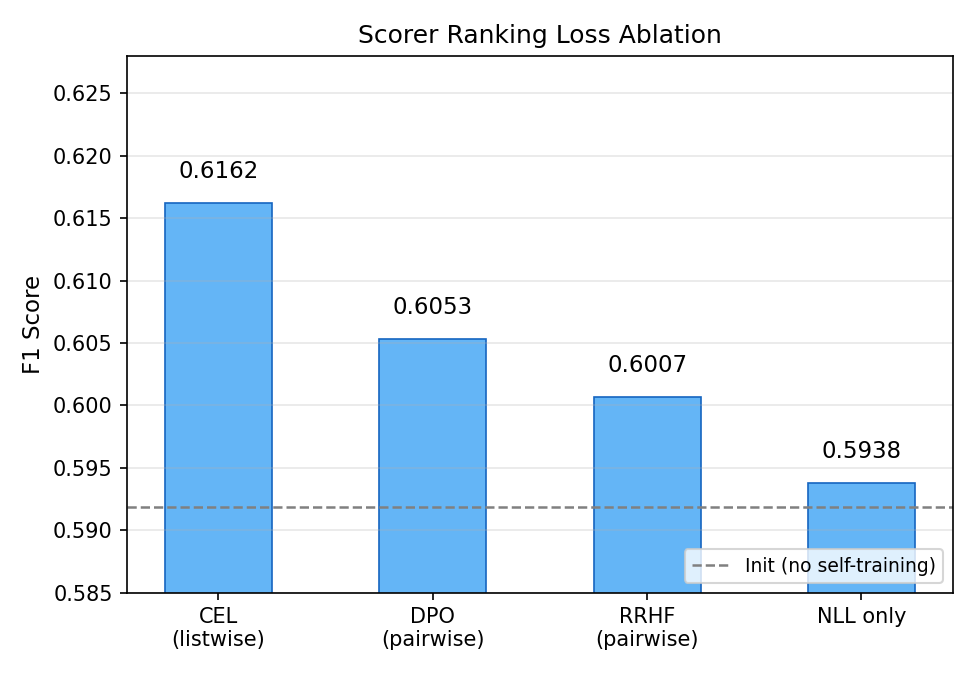 Scorer Ranking Loss Ablation
F1 Score
0.625
0.620
0.615
0.610
0.605
0.600
0.595
0.590
0.585
0.6162
0.6053
0.6007
0.5938
Init (no self-training)
CEL
(listwise)
DPO
(pairwise)
RRHF
(pairwise)
NLL only